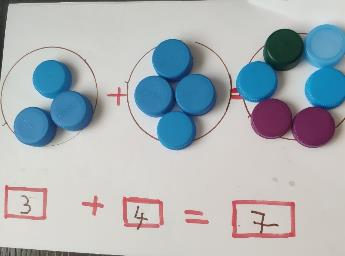 + =
3 + 4 = 7